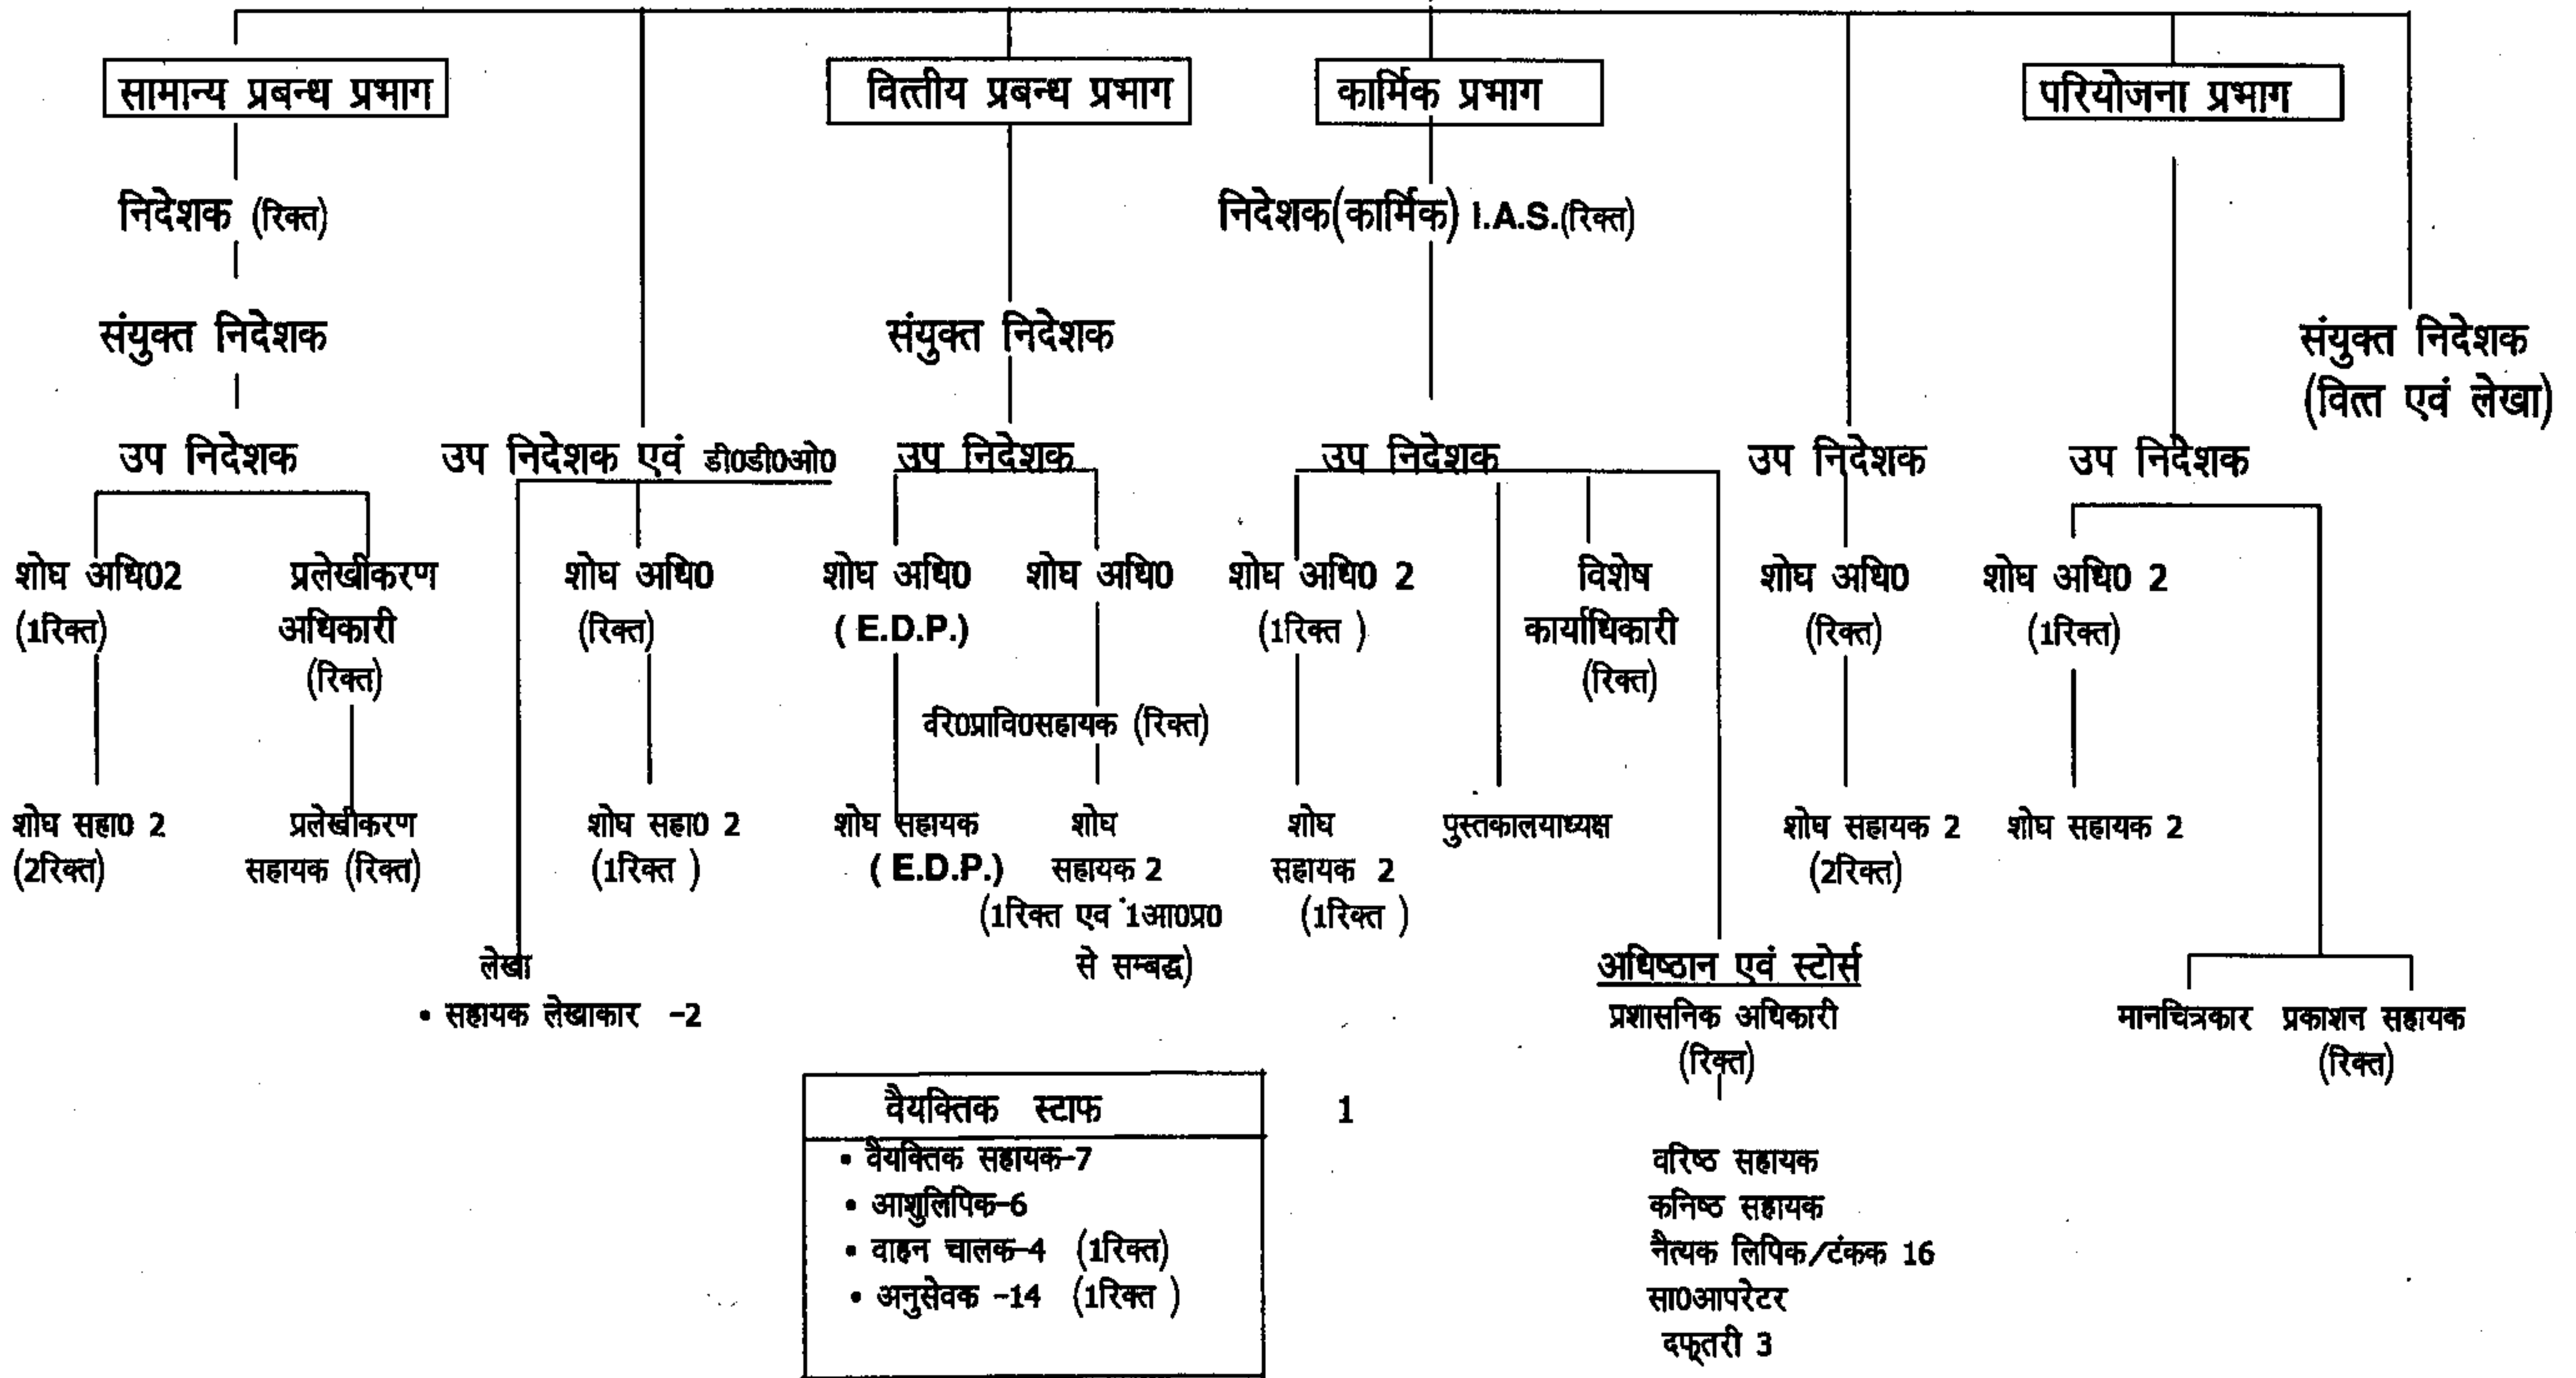 सामान्य प्रबन्ध प्रभाग
वित्तीय प्रबन्ध प्रभाग
कार्मिक प्रभाग
परियोजना प्रभाग
निदेशक (रिक्त)
निदेशक(कार्मिक) I.A.S.(रिक्त)
संयुक्त निदेशक
संयुक्त निदेशक
संयुक्त निदेशक
(वित्त एवं लेखा)
उप निदेशक
उप निदेशक एवं डी0डी0ओ0
उप निदेशक
उप निदेशक
उप निदेशक
उप निदेशक
शोघ अधि02
(1रिक्त)
प्रलेखीकरण
अधिकारी
(रिक्त)
शोघ अधि0
(रिक्त)
शोघ अधि0
( E.D.P.)
शोघ अधि0
शोघ अधि0 2
(1रिक्त )
विशेष
कार्याधिकारी
(रिक्त)
शोघ अधि0
(रिक्त)
शोघ अधि0 2
(1रिक्त)
वरि0प्रावि0सहायक (रिक्त)
शोघ सहा0 2
(2रिक्त)
प्रलेखीकरण
सहायक (रिक्त)
शोघ सहा0 2
(1रिक्त )
शोघ सहायक
( E.D.P.)
शोघ
सहायक 2
(1रिक्त एवं 1आ0प्र0
से सम्बद्ध)
शोघ
सहायक 2
(1रिक्त )
पुस्तकालयाध्यक्ष
शोघ सहायक 2
(2रिक्त)
शोघ सहायक 2
लेखा
• सहायक लेखाकार -2
अधिष्ठान एवं स्टोर्स
प्रशासनिक अधिकारी
(रिक्त)
मानचित्रकार
प्रकाशन सहायक
(रिक्त)
वैयक्तिक स्टाफ
• वैयक्तिक सहायक-7
• आशुलिपिक-6
• वाहन चालक-4 (1रिक्त)
• अनुसेवक -14 (1रिक्त )
1
वरिष्ठ सहायक
कनिष्ठ सहायक
नैत्यक लिपिक/टंकक 16
सा0आपरेटर
दफ्तरी 3